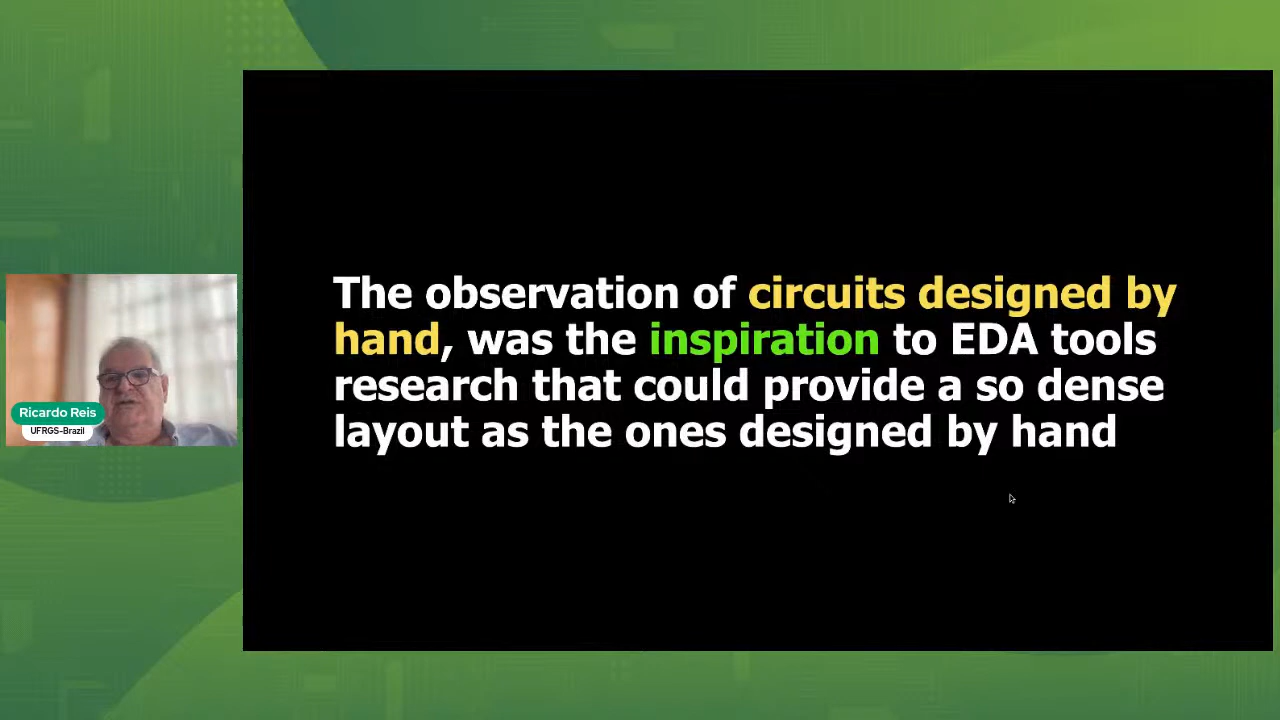 The observation of circuits designed by
hand, was the inspiration to EDA tools
research that could provide a so dense
layout as the ones designed by hand
Ricardo Reis
UFRGS-Brazil